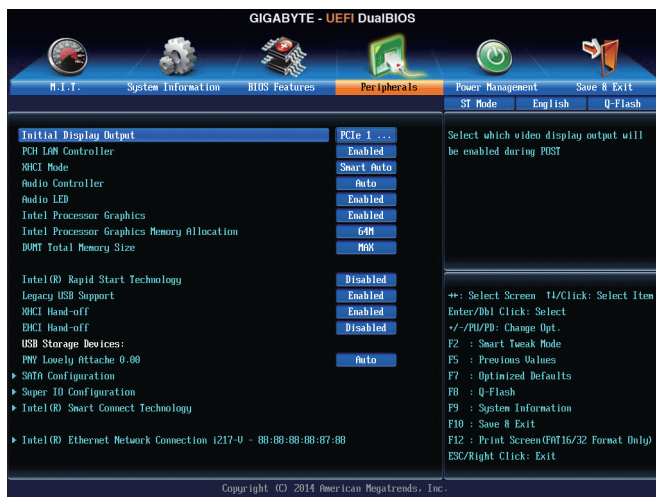 GIGABYTE - UEFI DualBIOS
M.I.T. System Information BIOS Features Peripherals Power Management Save & Exit
ST Mode English Q-Flash
Initial Display Output PCIe 1 ...
PCH LAN Controller Enabled
XHCI Mode Smart Auto
Audio Controller Auto
Audio LED Enabled
Intel Processor Graphics Enabled
Intel Processor Graphics Memory Allocation 64M
DVMT Total Memory Size MAX
Intel(R) Rapid Start Technology Disabled
Legacy USB Support Enabled
XHCI Hand-off Enabled
EHCI Hand-off Disabled
USB Storage Devices:
PNY Lovely Attache 0.00 Auto
SATA Configuration
Super IO Configuration
Intel(R) Smart Connect Technology
Intel(R) Ethernet Network Connection i217-V - 88:88:88:88:87:88
Select which video display output will
be enabled during POST
→←: Select Screen ↑↓/Click: Select Item
Enter/Dbl Click: Select
+/-/PU/PD: Change Opt.
F2 : Smart Tweak Mode
F5 : Previous Values
F7 : Optimized Defaults
F8 : Q-Flash
F9 : System Information
F10 : Save & Exit
F12 : Print Screen(FAT16/32 Format Only)
ESC/Right Click: Exit
Copyright (C) 2014 American Megatrends, Inc.